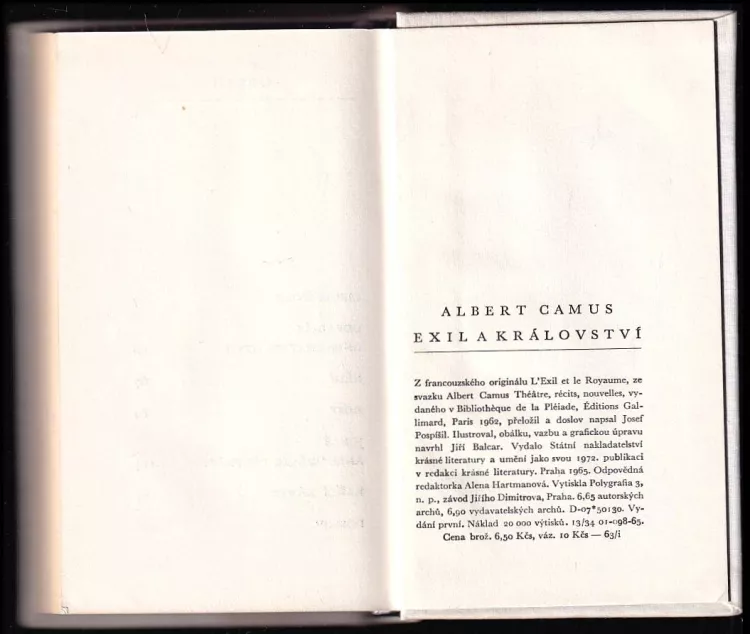 ALBERT CAMUS
EXIL A KRÁLOVSTVÍ
Z francouzského originálu L'Exil et le Royaume, ze
svazku Albert Camus Théâtre, récits, nouvelles, vy-
daného v Bibliothèque de la Pléiade, Éditions Gal-
limard, Paris 1962, přeložil a doslov napsal Josef
Pospíšil. Ilustroval, obálku, vazbu a grafickou úpravu
navrhl Jiří Balcar. Vydalo Státní nakladatelství
krásné literatury a umění jako svou 1972. publikaci
v redakci krásné literatury. Praha 1965. Odpovědná
redaktorka Alena Hartmanová. Vytiskla Polygrafia 3,
n. p., závod Jiřího Dimitrova, Praha. 6,65 autorských
archů, 6,90 vydavatelských archů. D-07*50130. Vy-
dání první. Náklad 20 000 výtisků. 13/34 01-098-65.
Cena brož. 6,50 Kčs, váz. 10 Kčs — 63/i